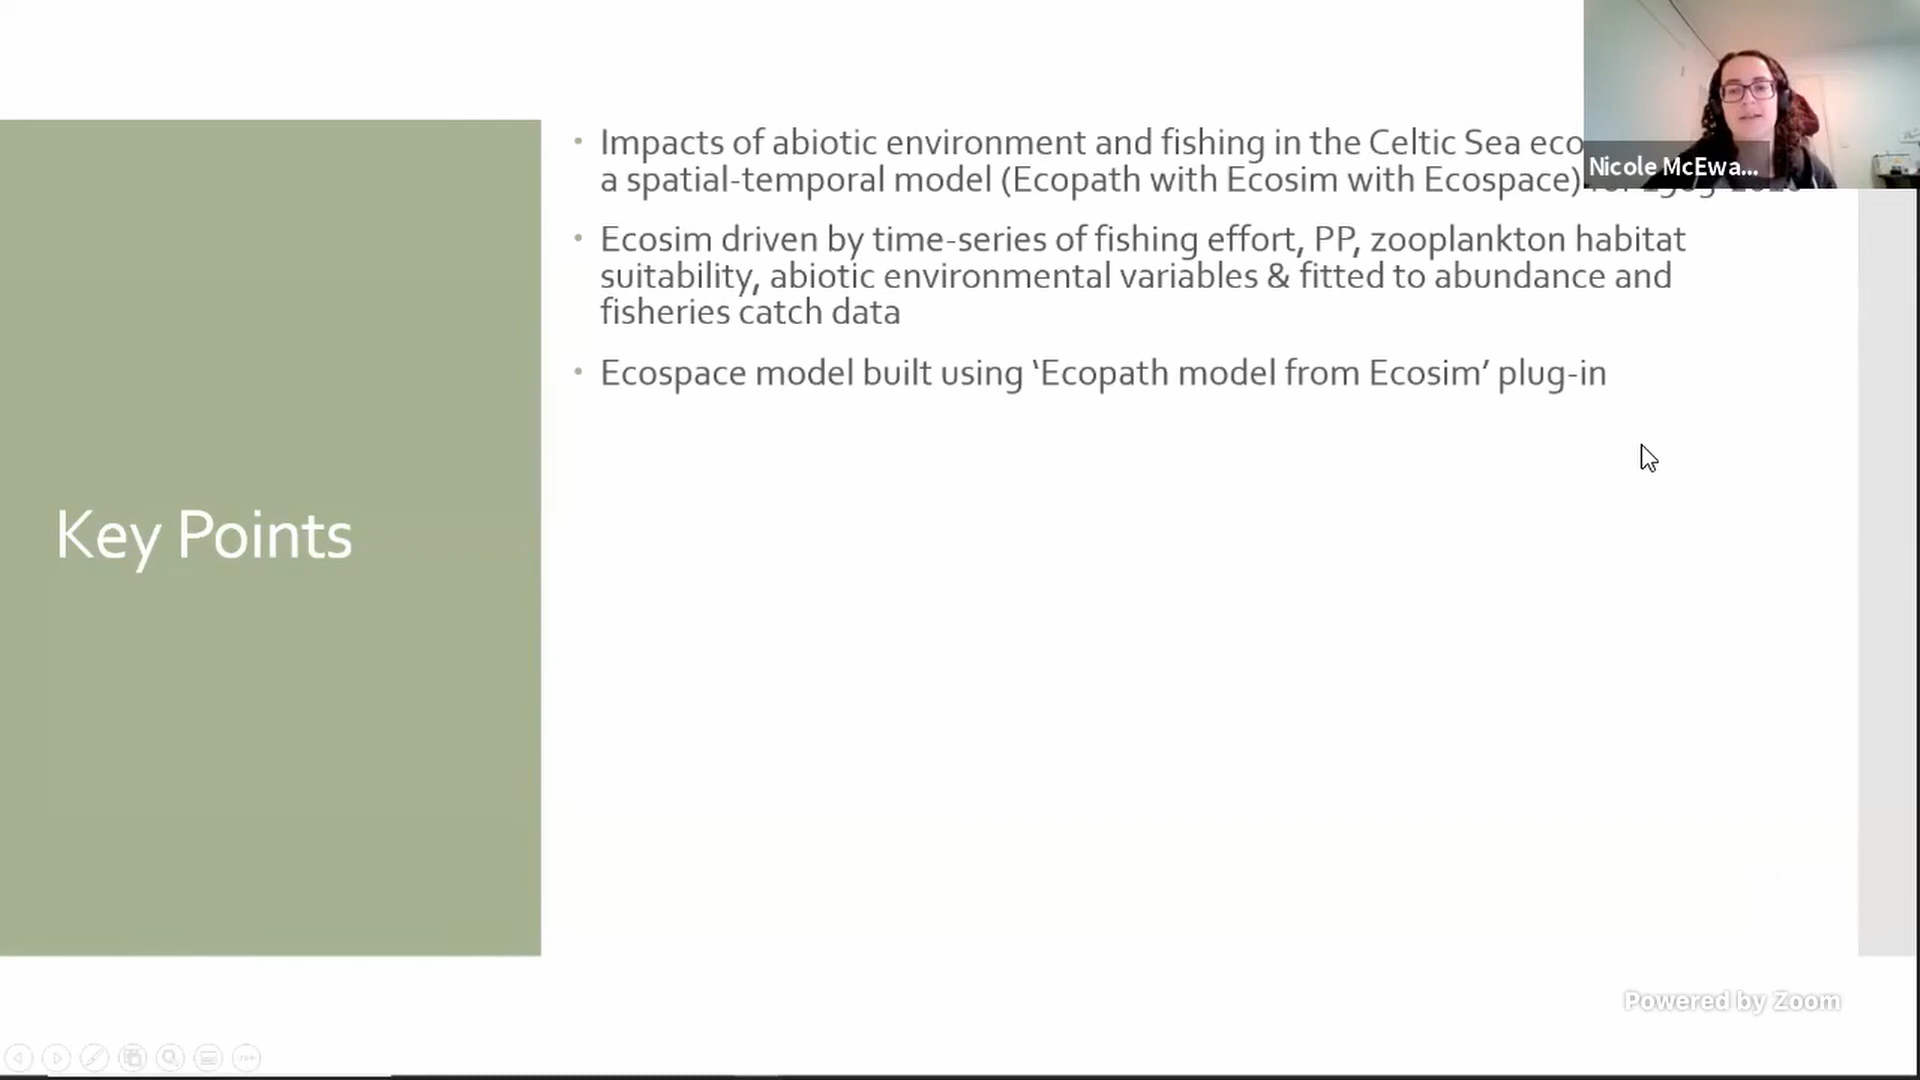 Impacts of abiotic environment and fishing in the Celtic Sea eco
a spatial-temporal model (Ecopath with Ecosim with Ecospace)
Nicole McEwa...
Ecosim driven by time-series of fishing effort, PP, zooplankton habitat
suitability, abiotic environmental variables & fitted to abundance and
fisheries catch data
Ecospace model built using ‘Ecopath model from Ecosim’ plug-in
Key Points
Powered by Zoom